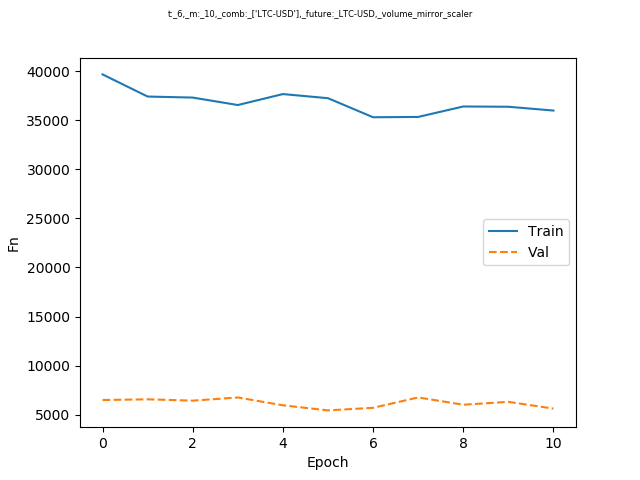 t:_6,_m:_10,_comb:_['LTC-USD'],_future:_LTC-USD,_volume_mirror_scaler
40000
35000
30000
25000
20000
15000
10000
5000
Fn
Train
Val
0 2 4 6 8 10
Epoch